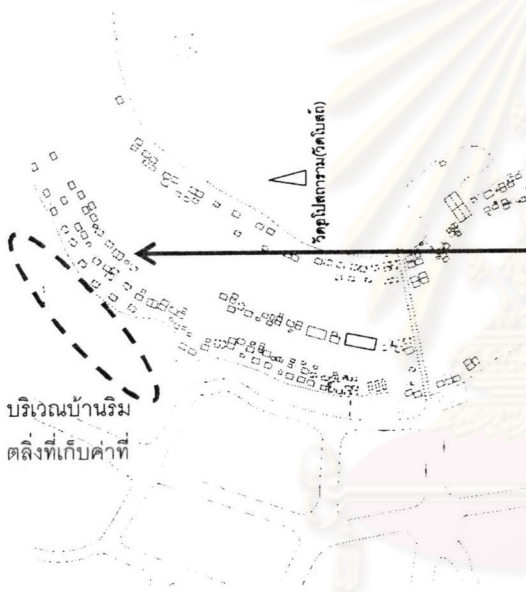 วัดอุโปสถาราม(วัดโบสถ์)
บริเวณบ้านริม
ตลิ่งที่เก็บค่าที่